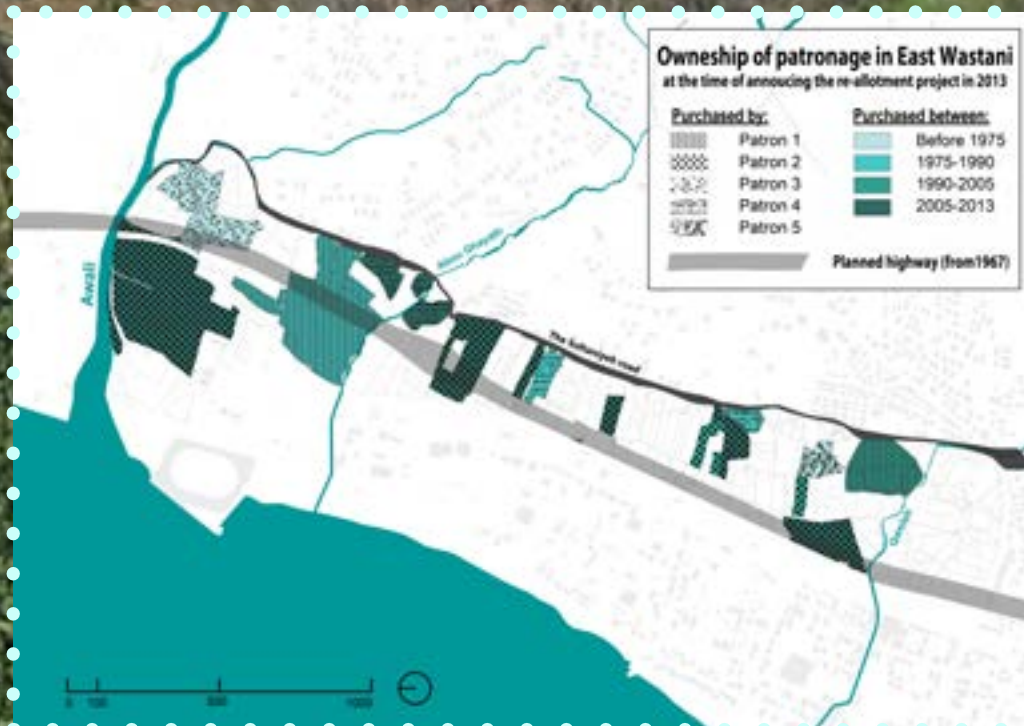 Owneship of patronage in East Wastani
at the time of annoucing the re-allotment project in 2013
Purchased by:
Patron 1
Patron 2
Patron 3
Patron 4
Patron 5
Purchased between:
Before 1975
1975-1990
1990-2005
2005-2013
Planned highway (from1967)
Awali
The Sultaniyeh road
0 100 500 1000